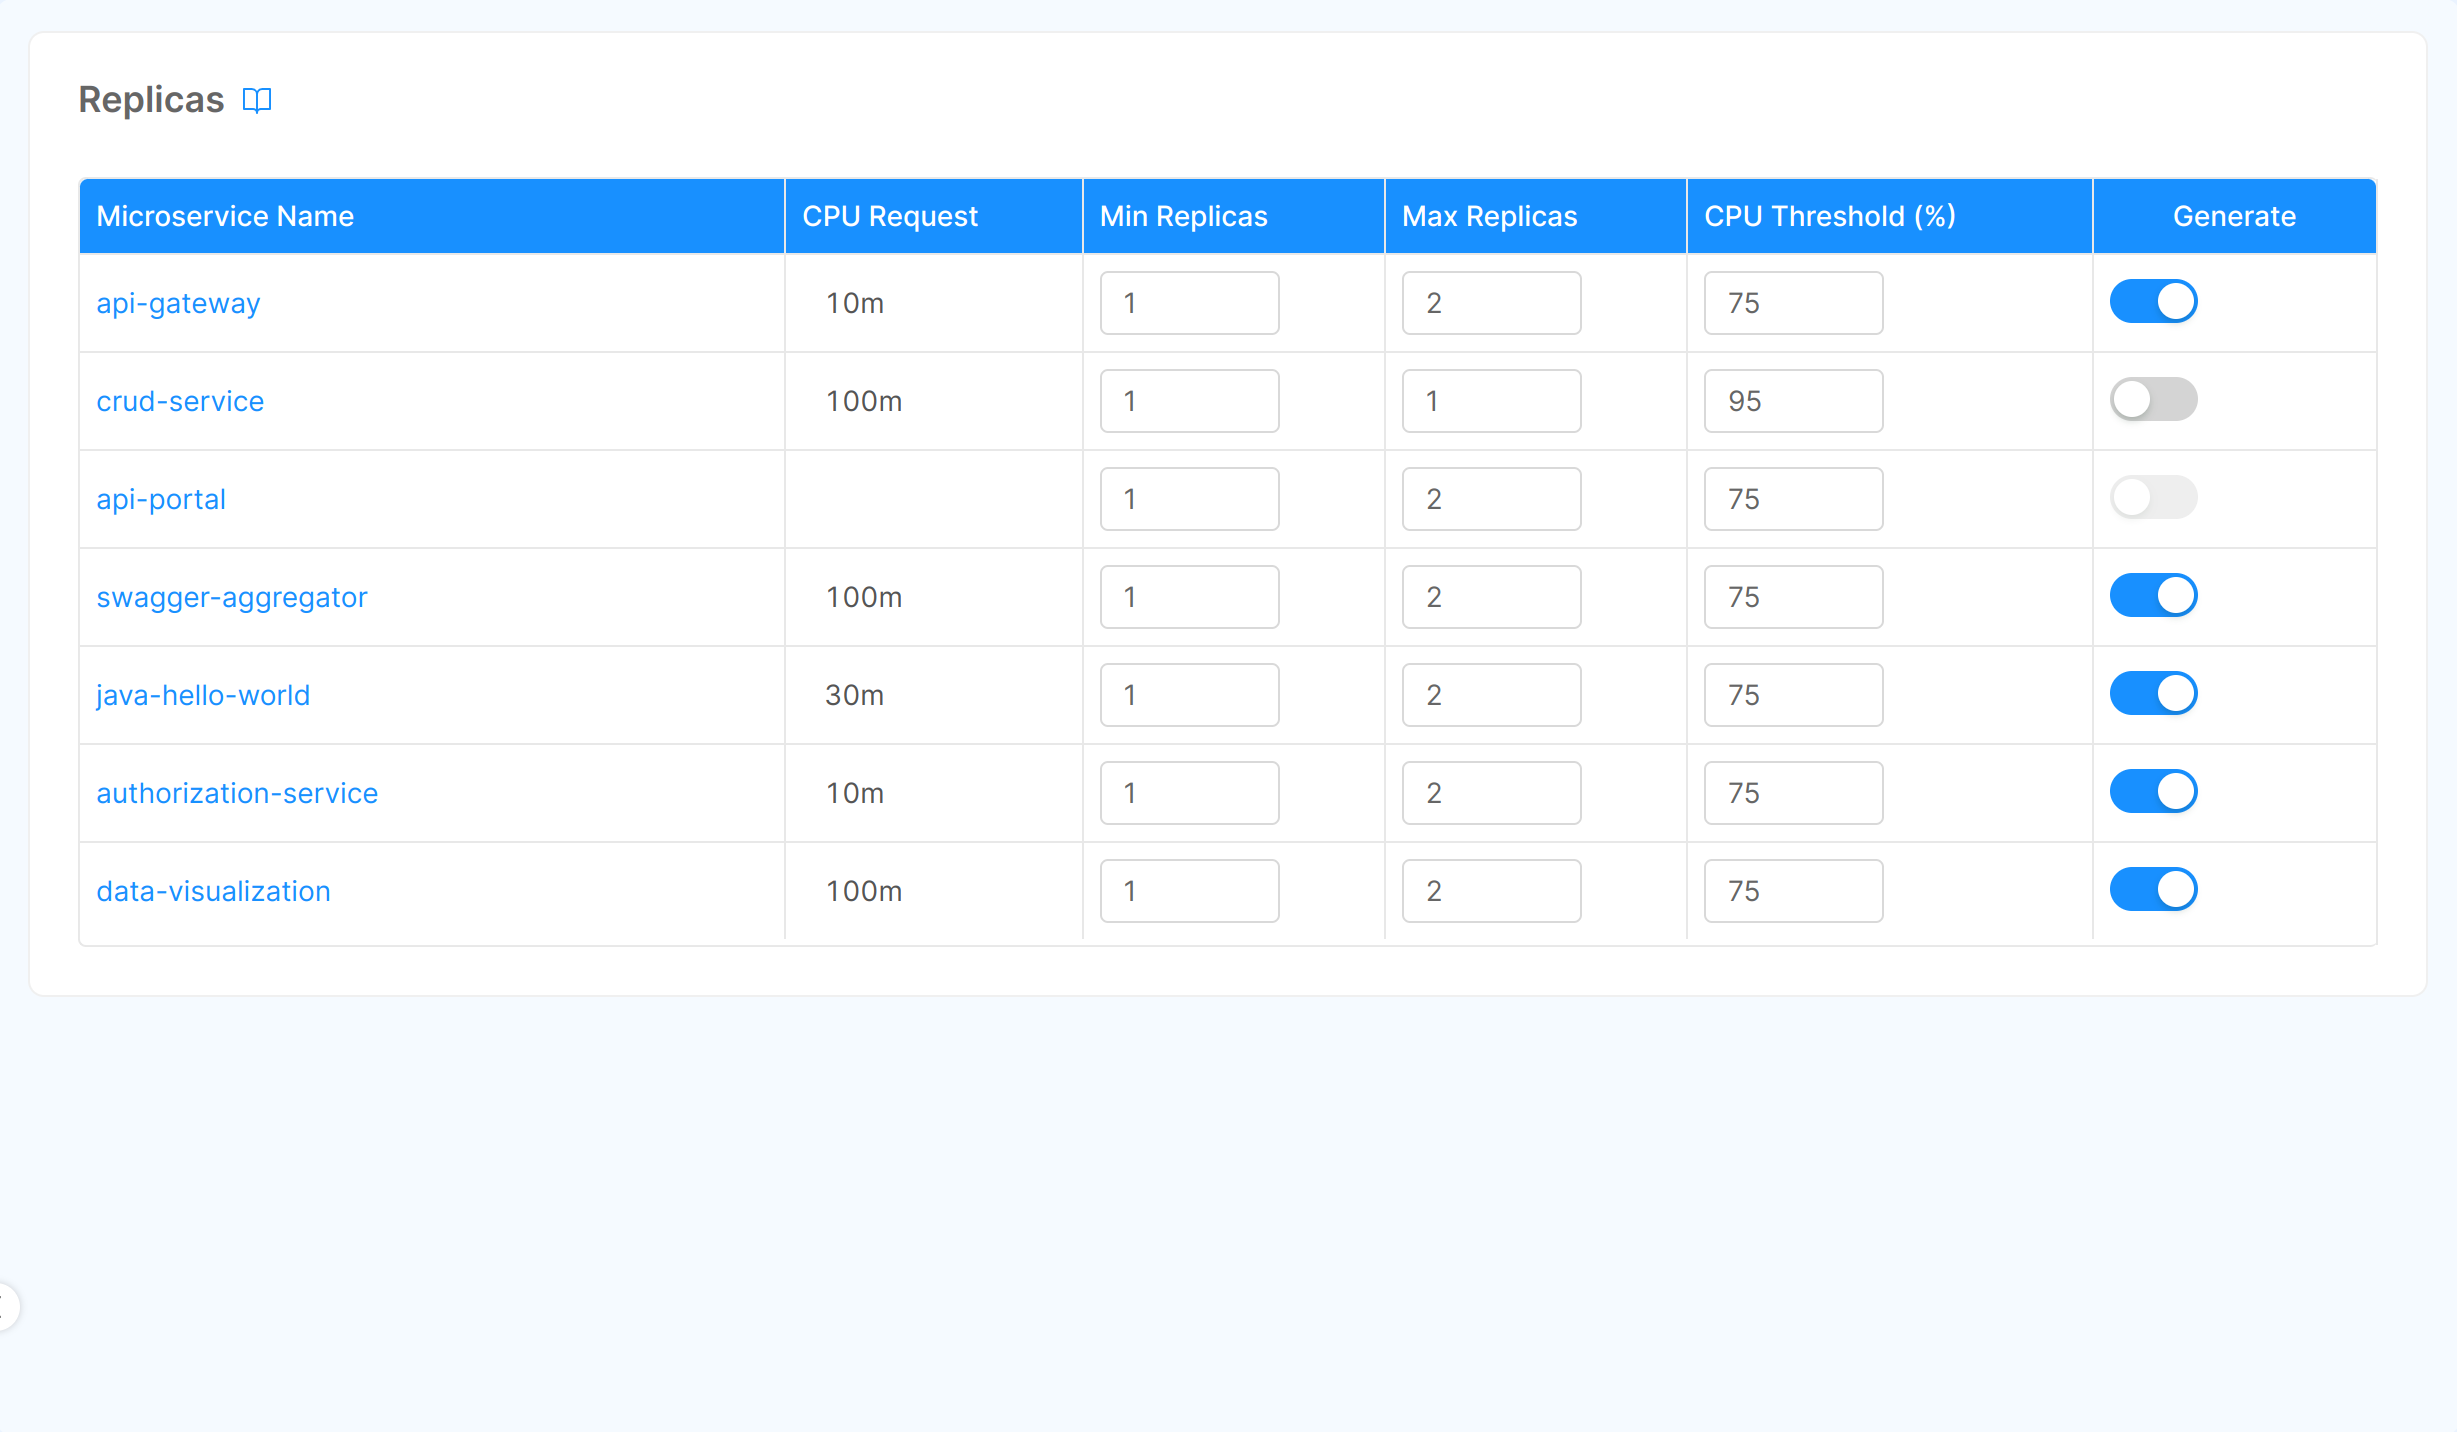 Replicas
Microservice Name CPU Request Min Replicas Max Replicas CPU Threshold (%) Generate
api-gateway 10m 1 2 75
crud-service 100m 1 1 95
api-portal 1 2 75
swagger-aggregator 100m 1 2 75
java-hello-world 30m 1 2 75
authorization-service 10m 1 2 75
data-visualization 100m 1 2 75